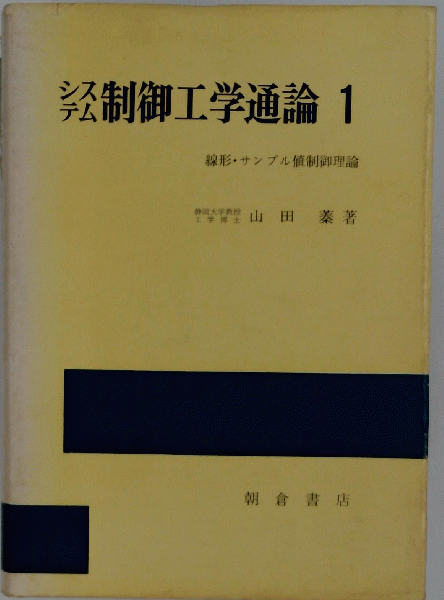 システム制御工学通論 1
線形・サンプル値制御理論
静岡大学教授
工学博士
山田 蓁著
朝倉書店